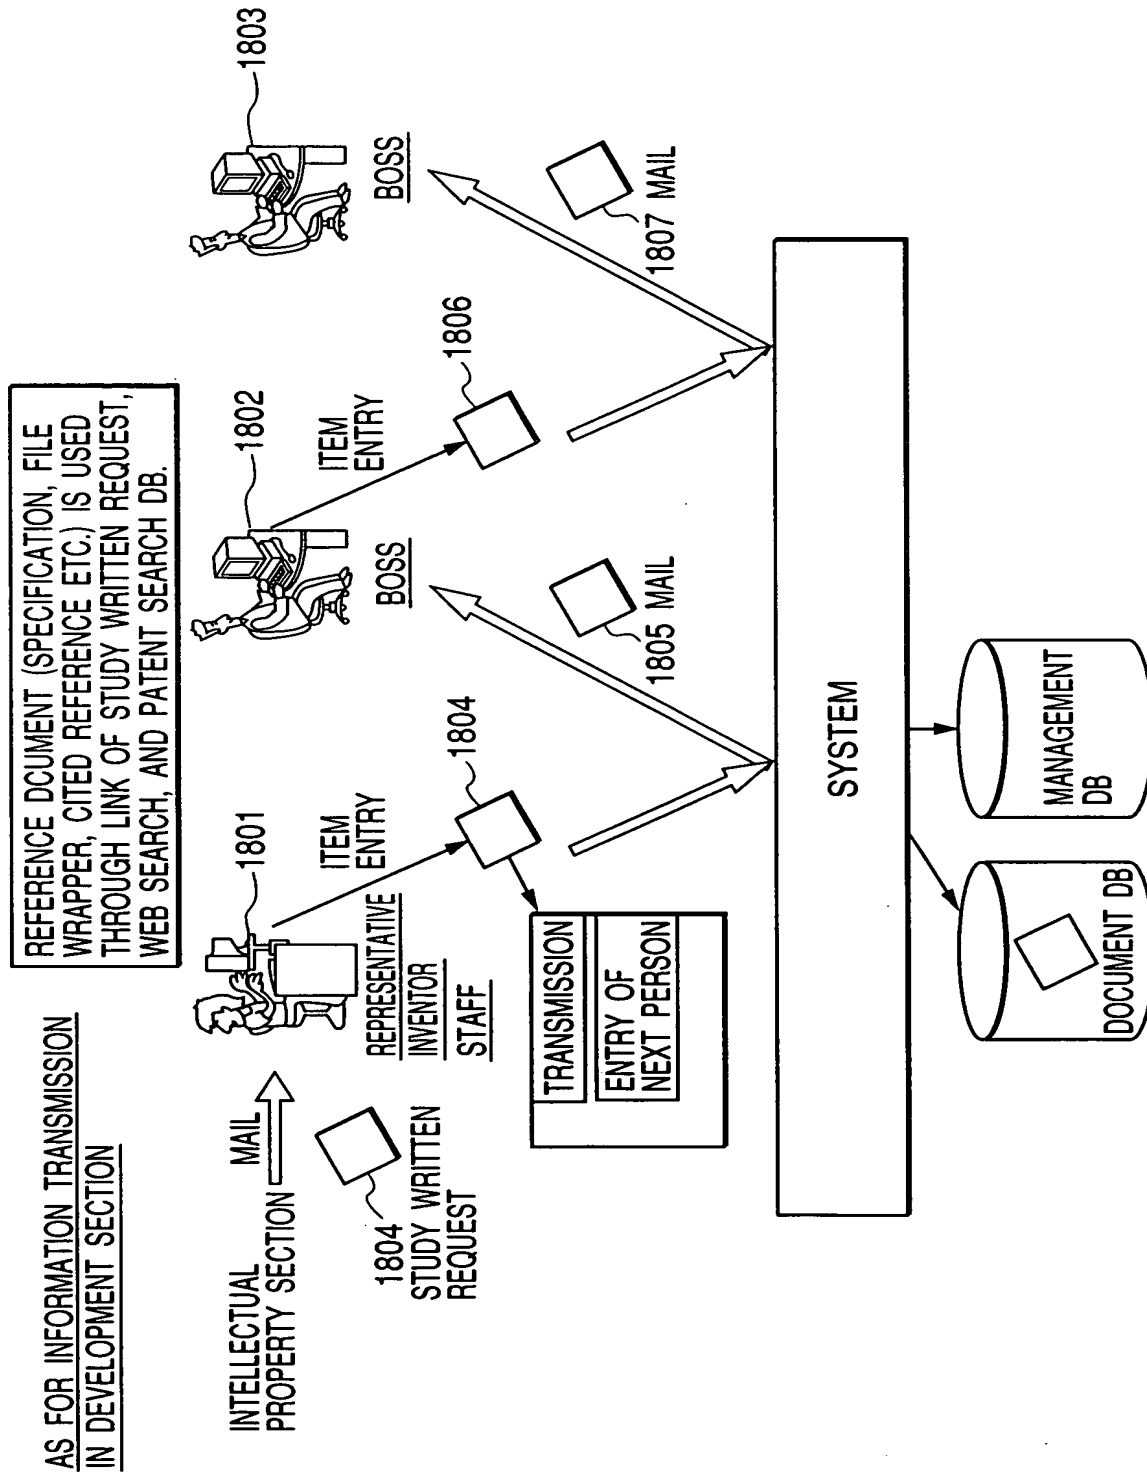 AS FOR INFORMATION TRANSMISSION
IN DEVELOPMENT SECTION
REFERENCE DCUMENT (SPECIFICATION, FILE
WRAPPER, CITED REFERENCE ETC.) IS USED
THROUGH LINK OF STUDY WRITTEN REQUEST,
WEB SEARCH, AND PATENT SEARCH DB.
INTELLECTUAL
PROPERTY SECTION
MAIL
1804
STUDY WRITTEN
REQUEST
1801
REPRESENTATIVE
INVENTOR
STAFF
ITEM
ENTRY
1804
TRANSMISSION
ENTRY OF
NEXT PERSON
1802
BOSS
1805 MAIL
ITEM
ENTRY
1806
1803
BOSS
1807 MAIL
SYSTEM
DOCUMENT DB
MANAGEMENT
DB